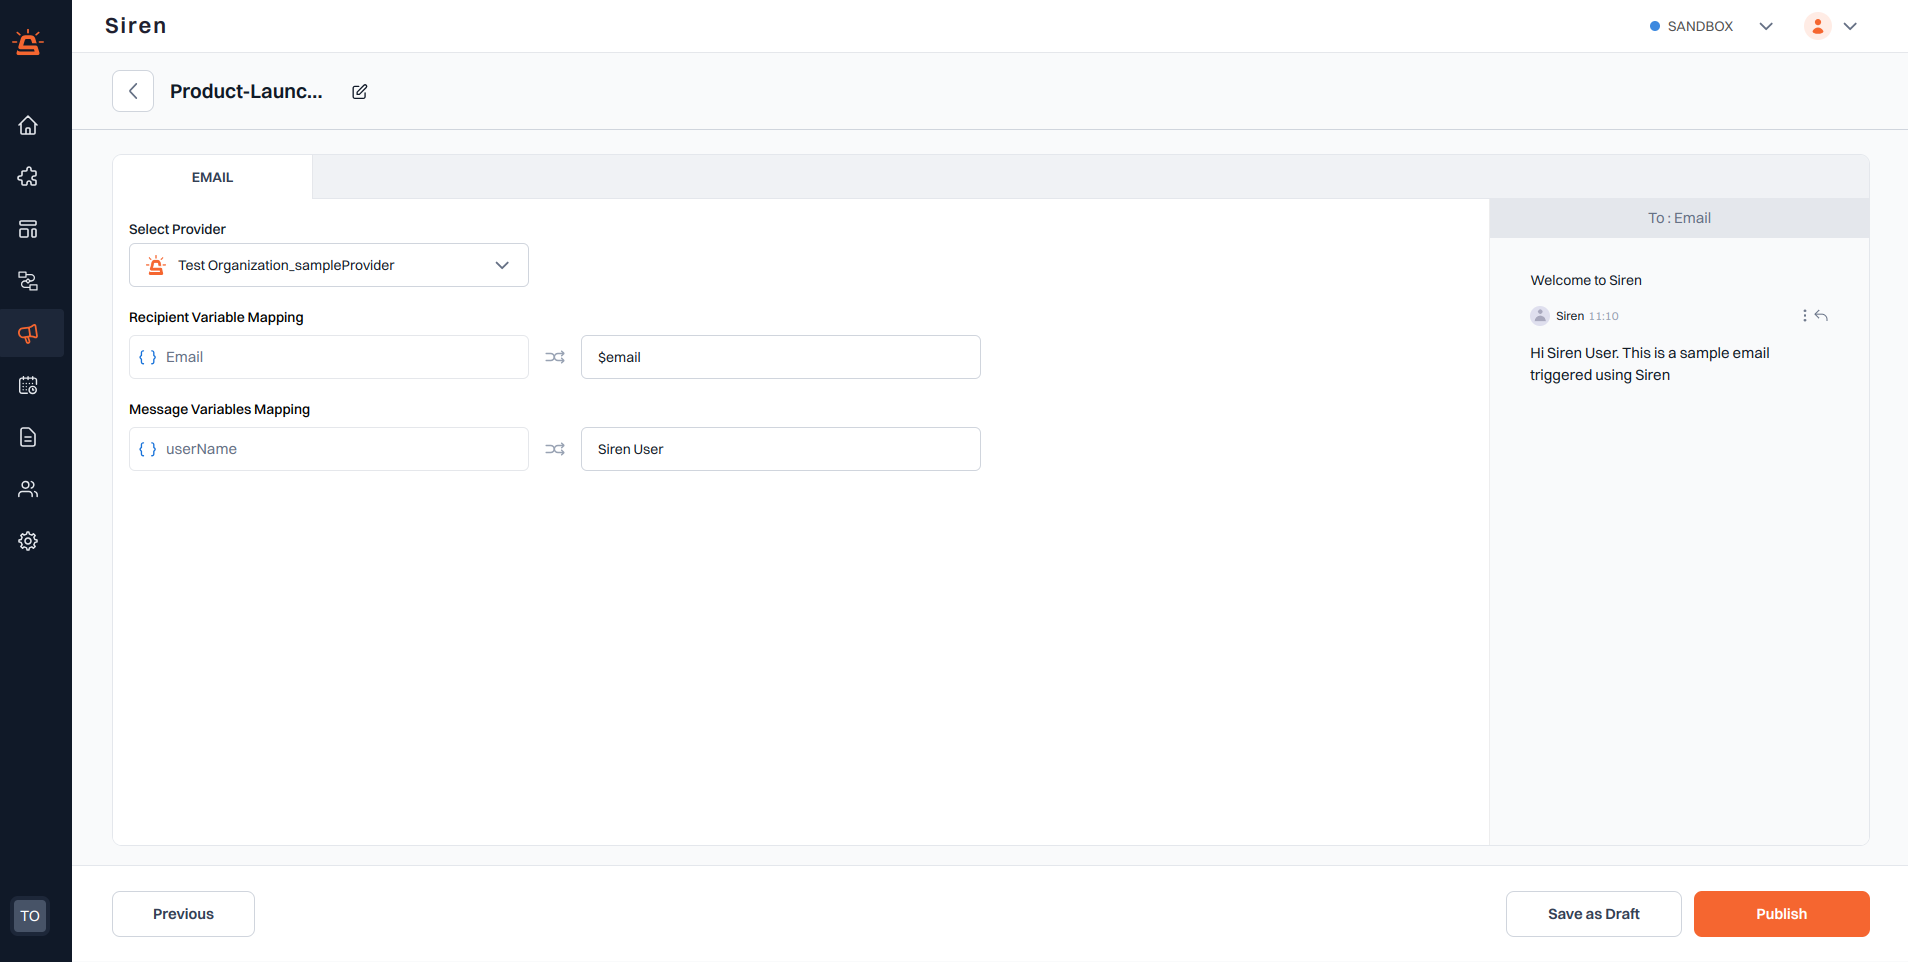 Siren
SANDBOX
Product-Launc...
EMAIL
Select Provider
Test Organization_sampleProvider
Recipient Variable Mapping
{ } Email
$email
Message Variables Mapping
{ } userName
Siren User
To : Email
Welcome to Siren
Siren 11:10
Hi Siren User. This is a sample email
triggered using Siren
TO
Previous
Save as Draft
Publish